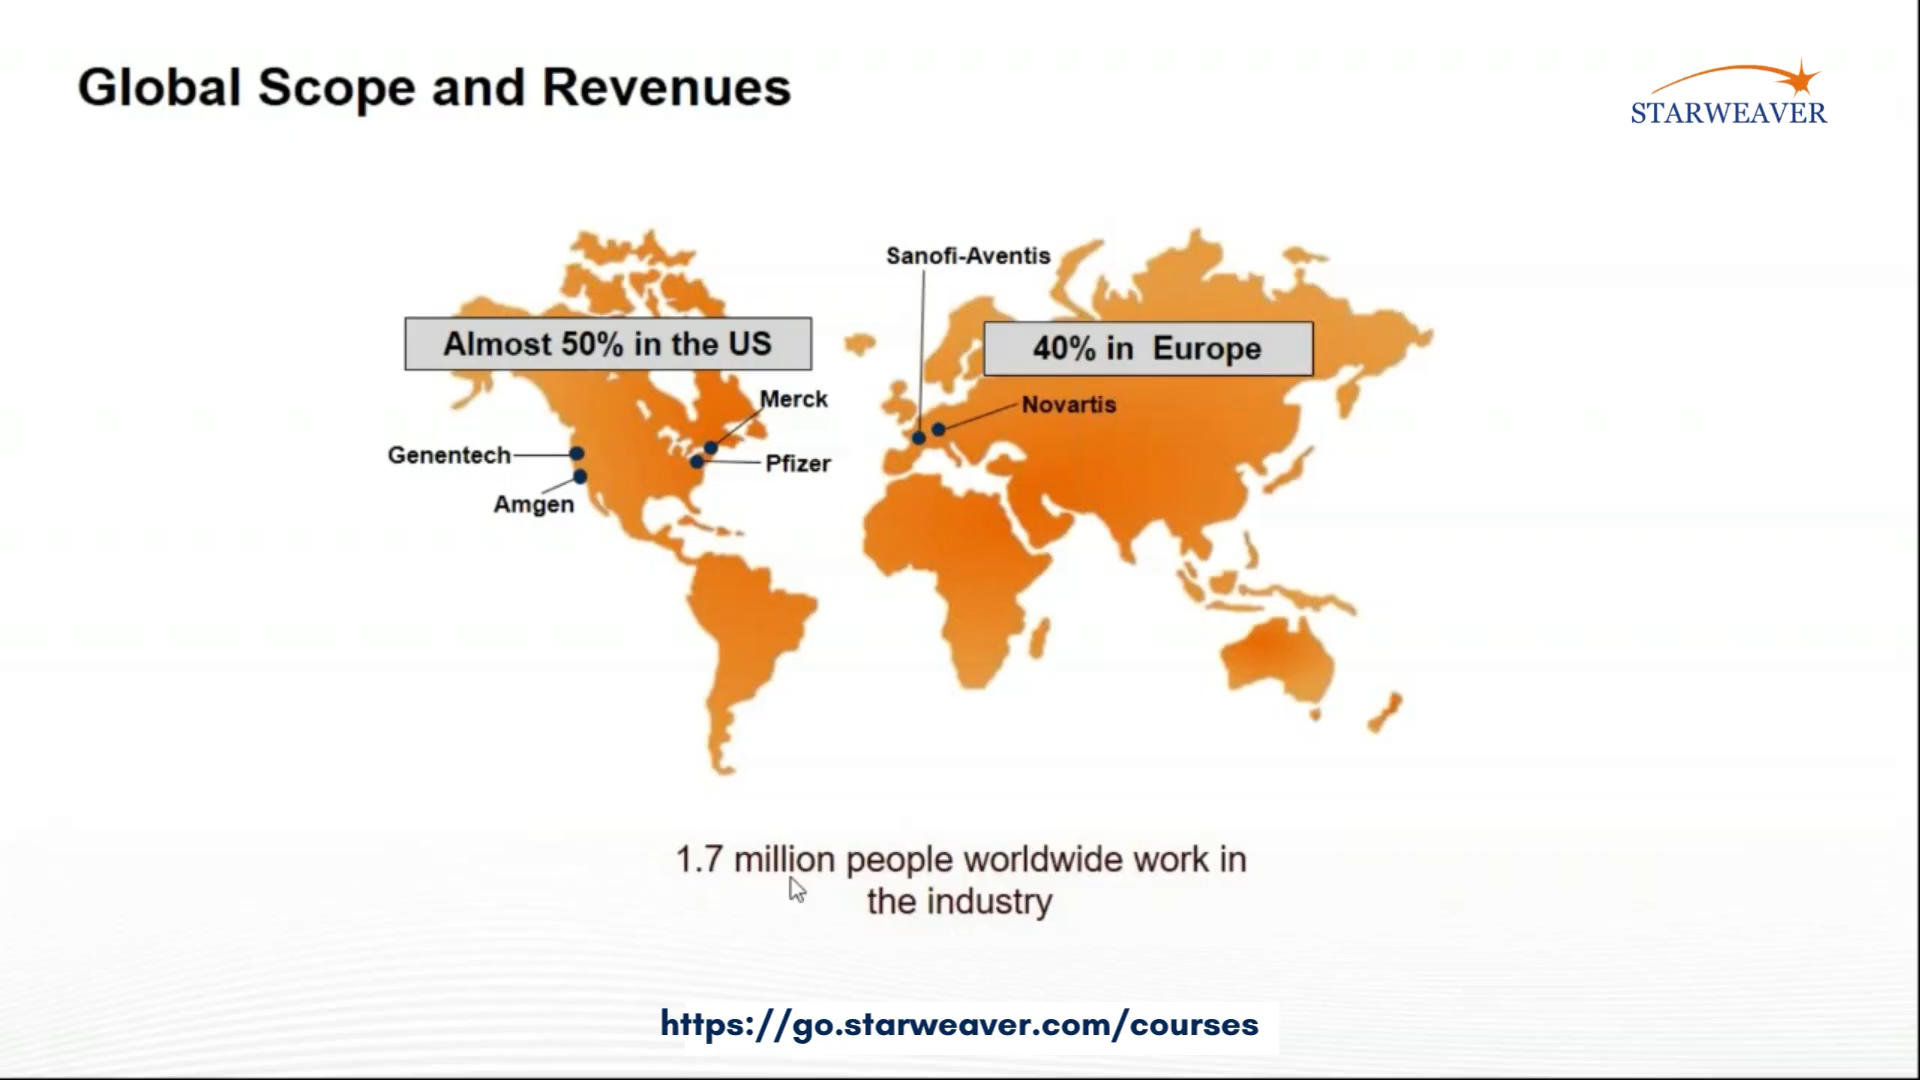 Global Scope and Revenues
STARWEAVER
Sanofi-Aventis
Almost 50% in the US
40% in Europe
Merck
Novartis
Genentech
Pfizer
Amgen
1.7 million people worldwide work in
the industry
https://go.starweaver.com/courses